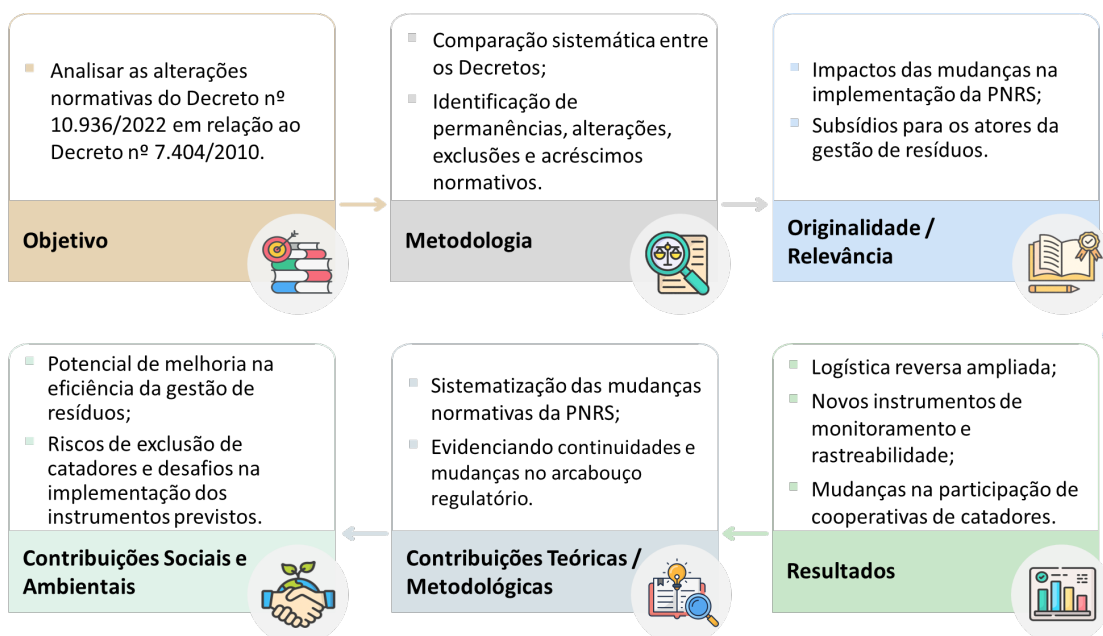 Analisar as alterações
normativas do Decreto nº
10.936/2022 em relação ao
Decreto nº 7.404/2010.
Objetivo
Comparação sistemática entre
os Decretos;
Identificação de
permanências, alterações,
exclusões e acréscimos
normativos.
Metodologia
Impactos das mudanças na
implementação da PNRS;
Subsídios para os atores da
gestão de resíduos.
Originalidade /
Relevância
Logística reversa ampliada;
Novos instrumentos de
monitoramento e
rastreabilidade;
Mudanças na participação de
cooperativas de catadores.
Resultados
Sistematização das mudanças
normativas da PNRS;
Evidenciando continuidades e
mudanças no arcabouço
regulatório.
Contribuições Teóricas /
Metodológicas
Potencial de melhoria na
eficiência da gestão de
resíduos;
Riscos de exclusão de
catadores e desafios na
implementação dos
instrumentos previstos.
Contribuições Sociais e
Ambientais